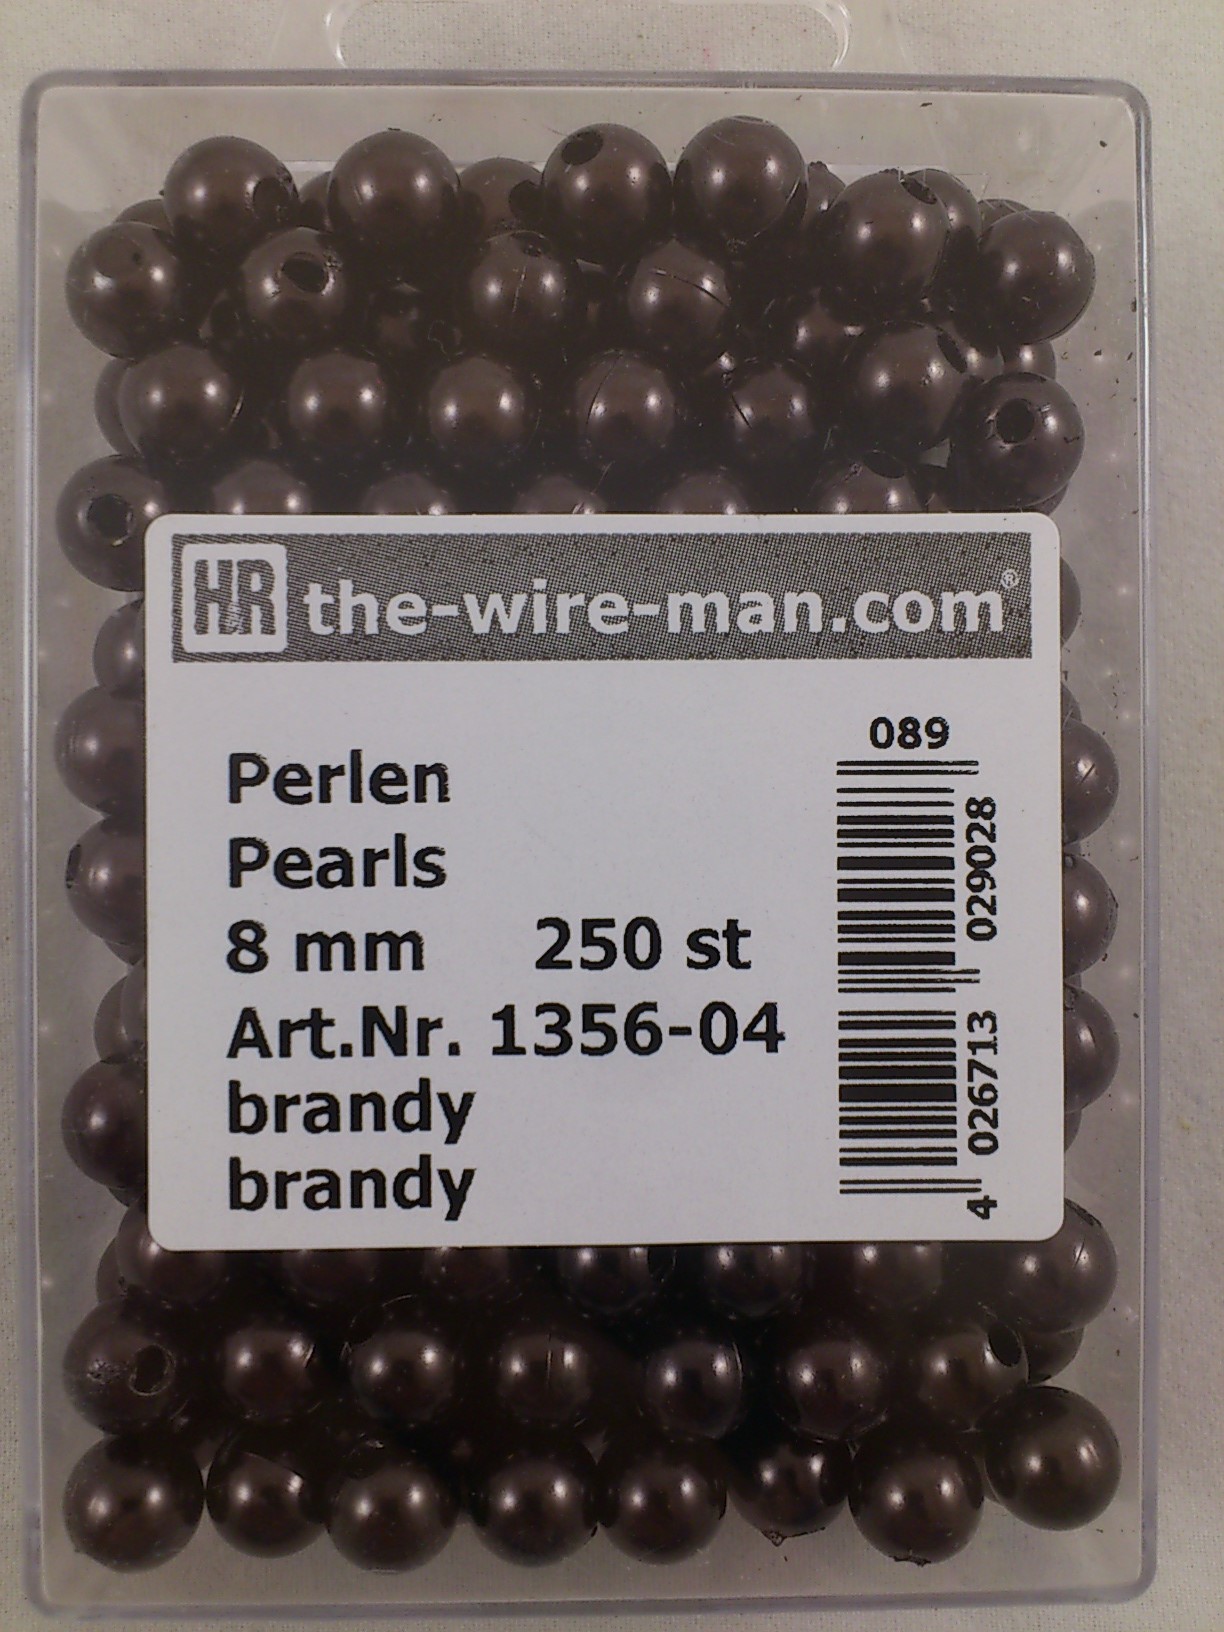 HR the-wire-man.com®
Perlen
Pearls
8 mm 250 st
Art.Nr. 1356-04
brandy
brandy
089
4 026713 029028